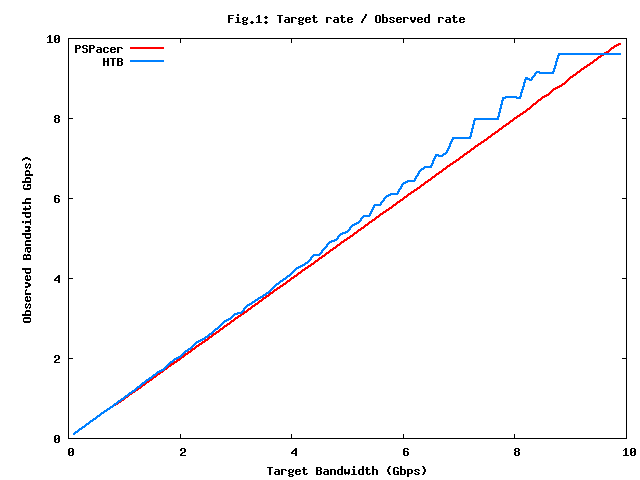 Fig.1: Target rate / Observed rate
PSPacer
HTB
10
8
6
4
2
0
Observed Bandwidth Gbps)
0 2 4 6 8 10
Target Bandwidth (Gbps)